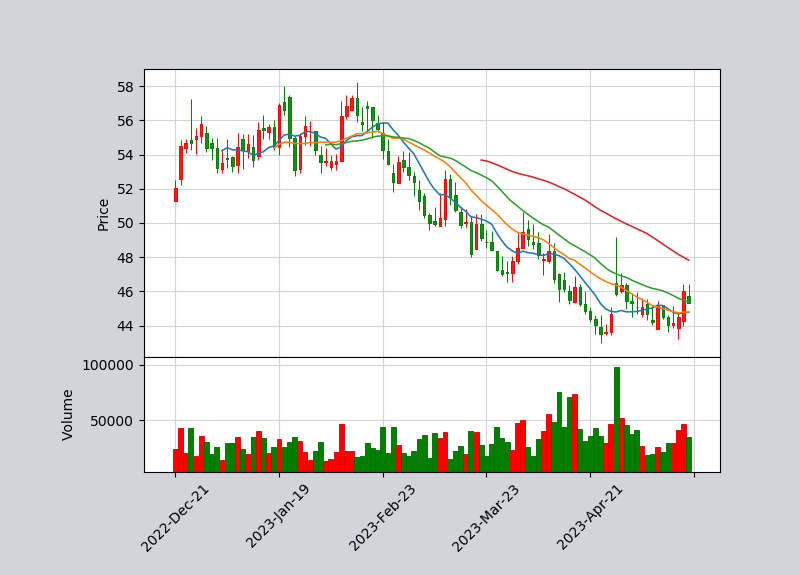 Price
58
56
54
52
50
48
46
44
Volume
100000
50000
2022-Dec-21
2023-Jan-19
2023-Feb-23
2023-Mar-23
2023-Apr-21